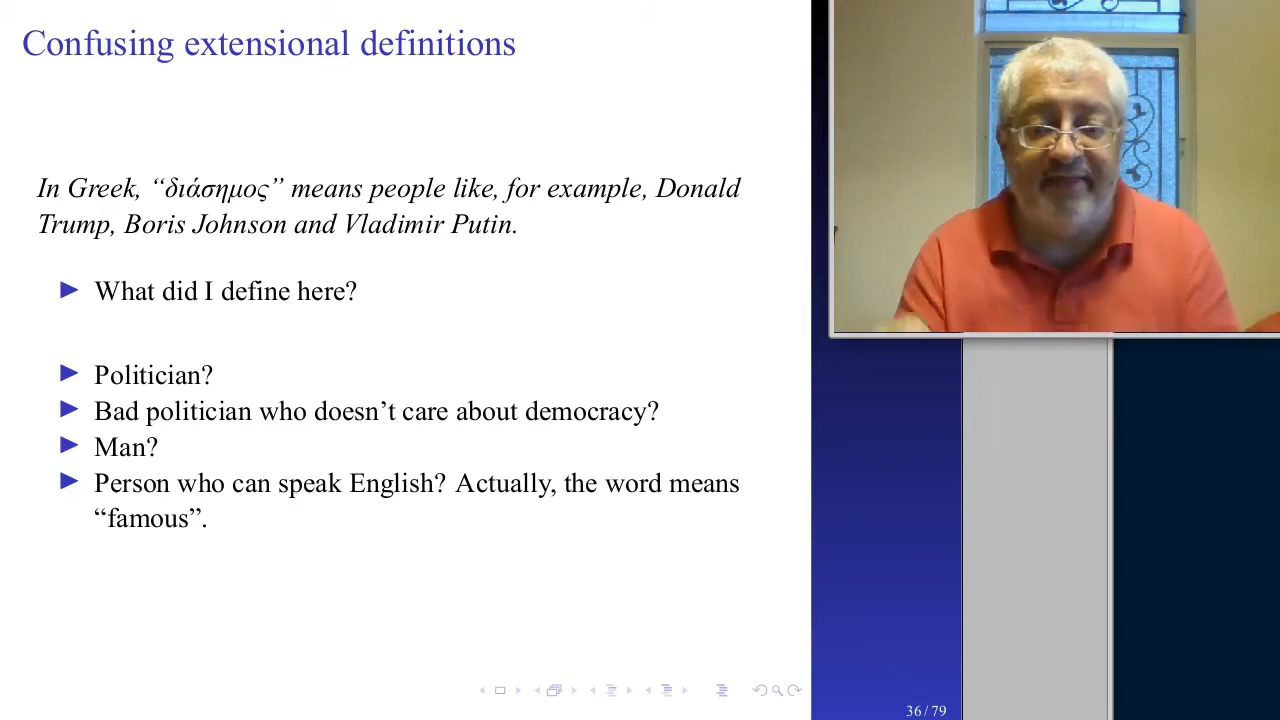 Confusing extensional definitions
In Greek, “διάσημος” means people like, for example, Donald
Trump, Boris Johnson and Vladimir Putin.
What did I define here?
Politician?
Bad politician who doesn’t care about democracy?
Man?
Person who can speak English? Actually, the word means
“famous”.
36 / 79